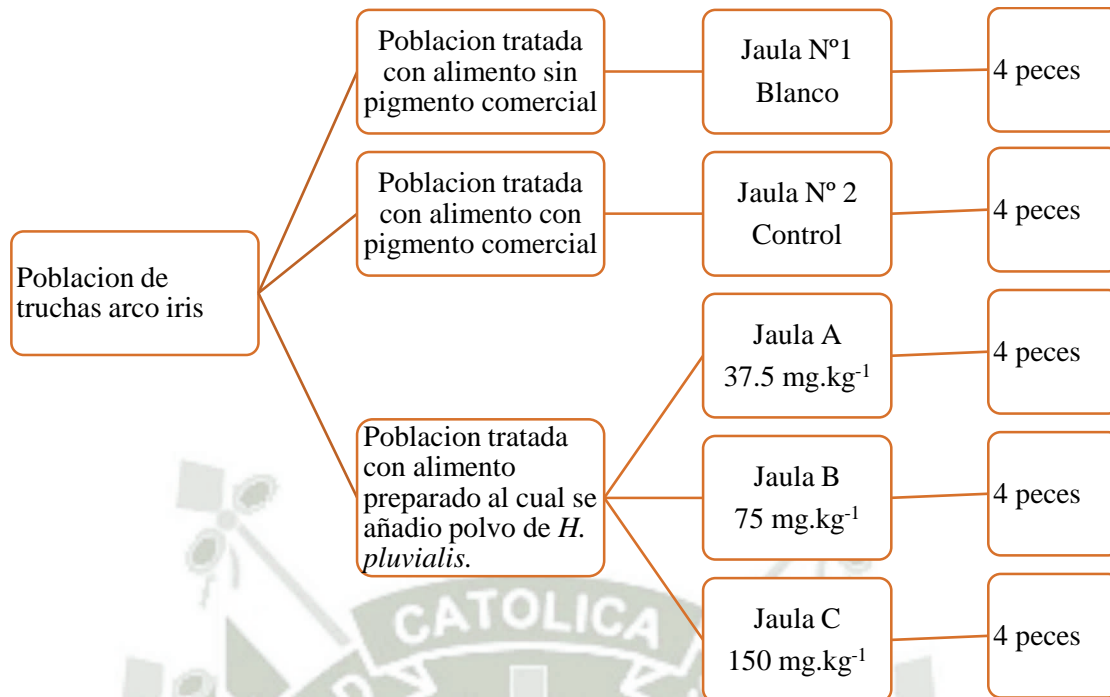 Poblacion tratada
con alimento sin
pigmento comercial
Jaula Nº1
Blanco
4 peces
Poblacion tratada
con alimento con
pigmento comercial
Jaula Nº 2
Control
4 peces
Poblacion de
truchas arco iris
Poblacion tratada
con alimento
preparado al cual se
añadio polvo de H.
pluvialis.
Jaula A
37.5 mg.kg⁻¹
4 peces
Jaula B
75 mg.kg⁻¹
4 peces
Jaula C
150 mg.kg⁻¹
4 peces
CATOLICA